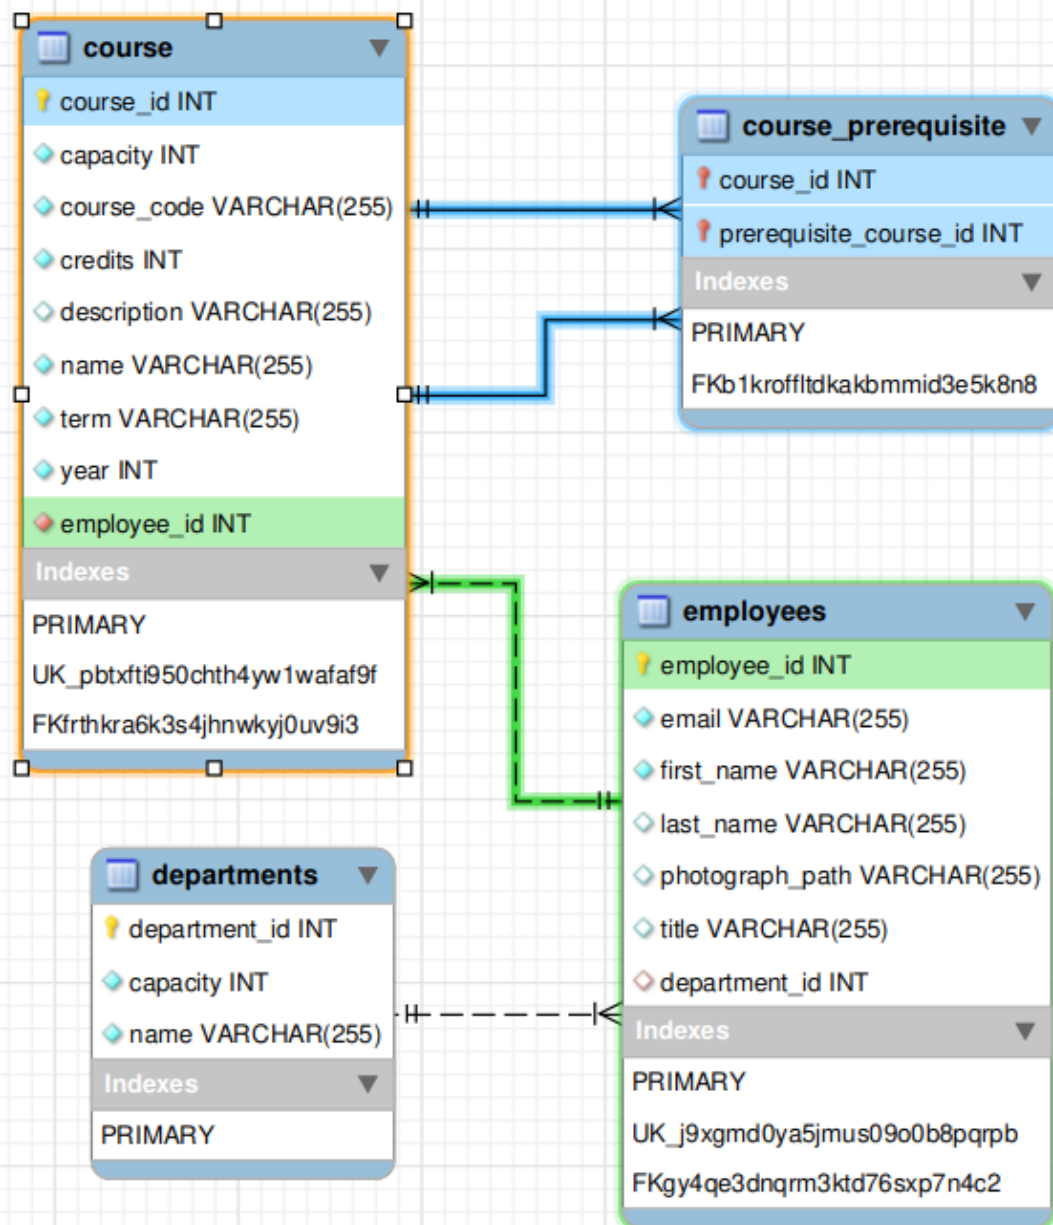 course
course_id INT
capacity INT
course_code VARCHAR(255)
credits INT
description VARCHAR(255)
name VARCHAR(255)
term VARCHAR(255)
year INT
employee_id INT
Indexes
PRIMARY
UK_pbtxfti950chth4yw1wafaf9f
FKfrthkra6k3s4jhnwkyj0uv9i3
course_prerequisite
course_id INT
prerequisite_course_id INT
Indexes
PRIMARY
FKb1kroffltdkakbmmid3e5k8n8
employees
employee_id INT
email VARCHAR(255)
first_name VARCHAR(255)
last_name VARCHAR(255)
photograph_path VARCHAR(255)
title VARCHAR(255)
department_id INT
Indexes
PRIMARY
UK_j9xgmd0ya5jmus09o0b8pqrpb
FKgy4qe3dnqrm3ktd76sxp7n4c2
departments
department_id INT
capacity INT
name VARCHAR(255)
Indexes
PRIMARY